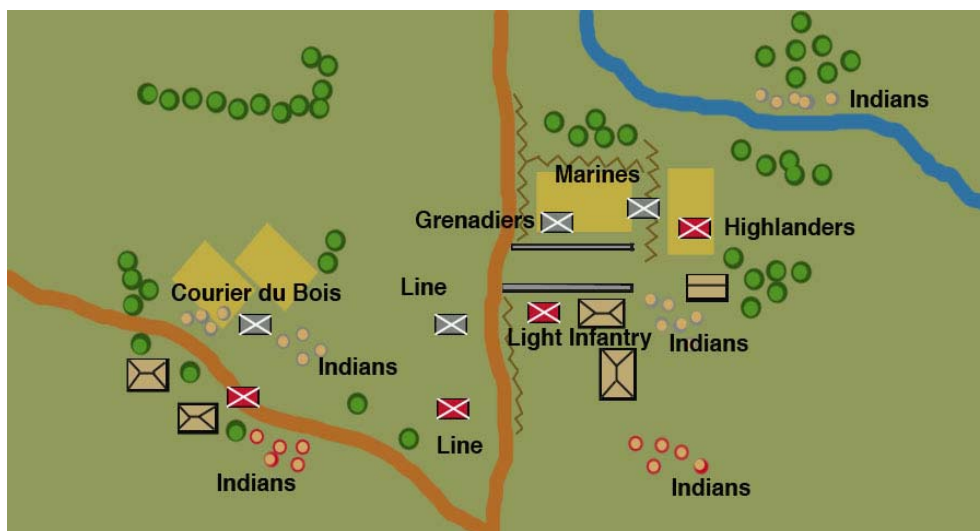 Indians
Marines
Grenadiers
Highlanders
Courier du Bois
Line
Light Infantry
Indians
Indians
Line
Indians
Indians